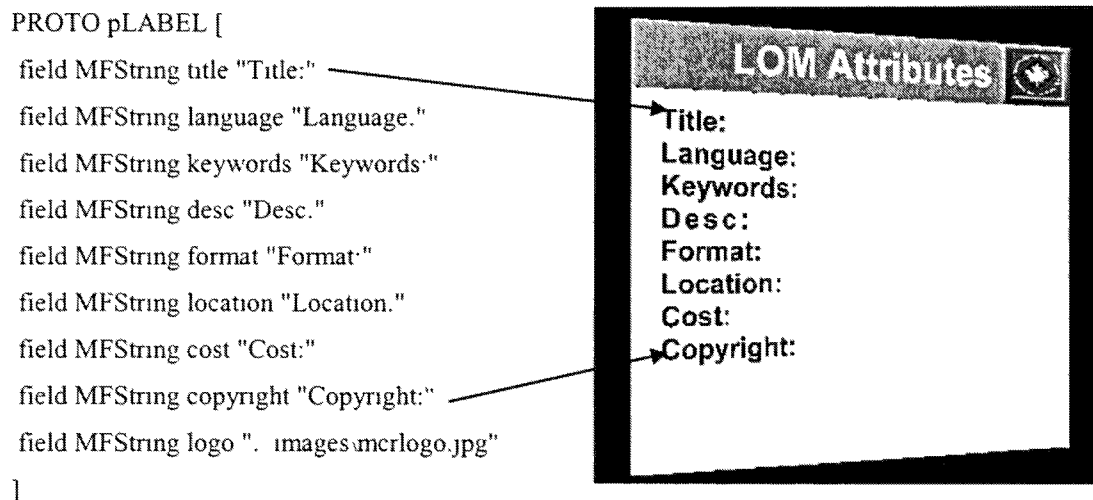 PROTO pLABEL [
field MFString title "Title:"
field MFString language "Language."
field MFString keywords "Keywords·"
field MFString desc "Desc."
field MFString format "Format·"
field MFString location "Location."
field MFString cost "Cost:"
field MFString copyright "Copyright:"
field MFString logo ". images\mcrlogo.jpg"
]
LOM Attributes
Title:
Language:
Keywords:
Desc:
Format:
Location:
Cost:
Copyright: